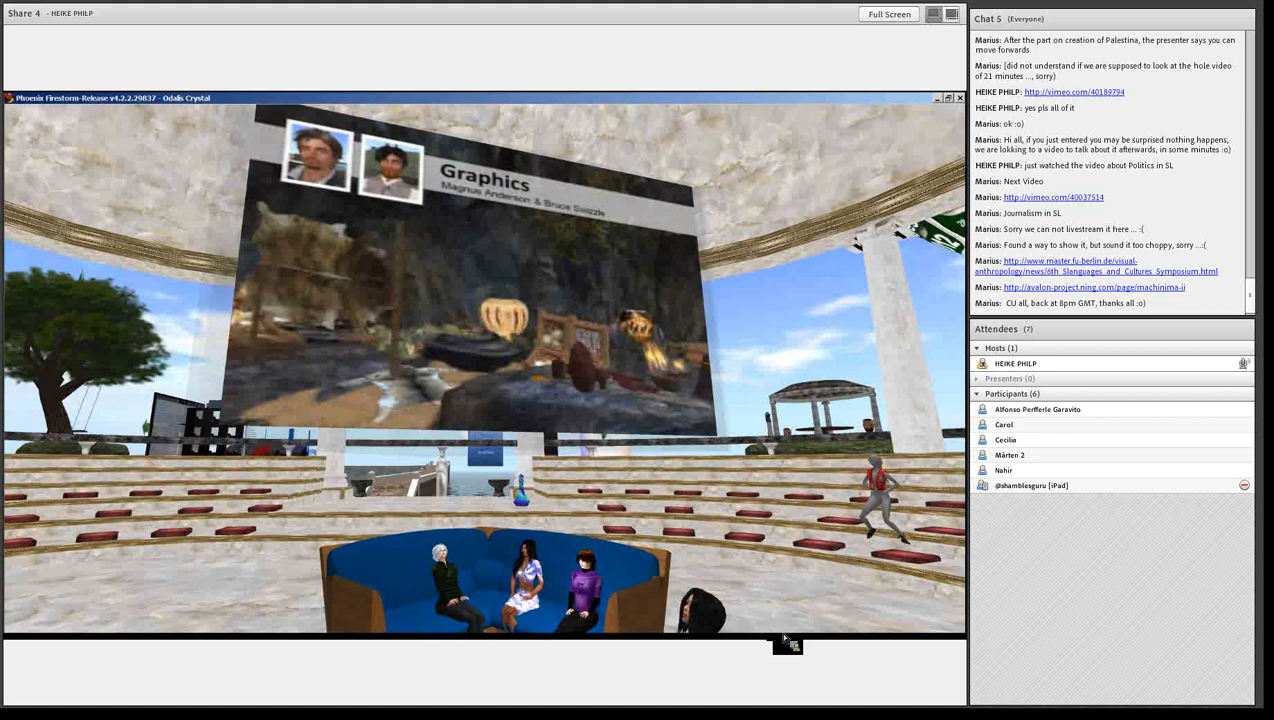 Share 4 - HEIKE PHILP
Full Screen
Phoenix Firestorm-Release v4.2.2.29837 - Odalis Crystal
Graphics
Magnus Anderson & Bruce Swizzle
Chat 5 (Everyone)
Marius: After the part on creation of Palestina, the presenter says you can
move forwards
Marius: [did not understand if we are supposed to look at the hole video
of 21 minutes ..., sorry)
HEIKE PHILP: http://vimeo.com/40189794
HEIKE PHILP: yes pls all of it
Marius: ok :o)
Marius: Hi all, if you just entered you may be surprised nothing happens,
we are lokking to a video to talk about it afterwards, in some minutes :o)
HEIKE PHILP: just watched the video about Politics in SL
Marius: Next Video
Marius: http://vimeo.com/40037514
Marius: Journalism in SL
Marius: Sorry we can not livestream it here ... :(
Marius: Found a way to show it, but sound it too choppy, sorry ...:(
Marius: http://www.master.fu-berlin.de/visual-
anthropology/news/6th_Slanguages_and_Cultures_Symposium.html
Marius: http://avalon-project.ning.com/page/machinima-ii
Marius: CU all, back at 8pm GMT, thanks all :o)
Attendees (7)
Hosts (1)
HEIKE PHILP
Presenters (0)
Participants (6)
Alfonso Perfferle Garavito
Carol
Cecilia
Mårten 2
Nahir
@shamblesguru [iPad]